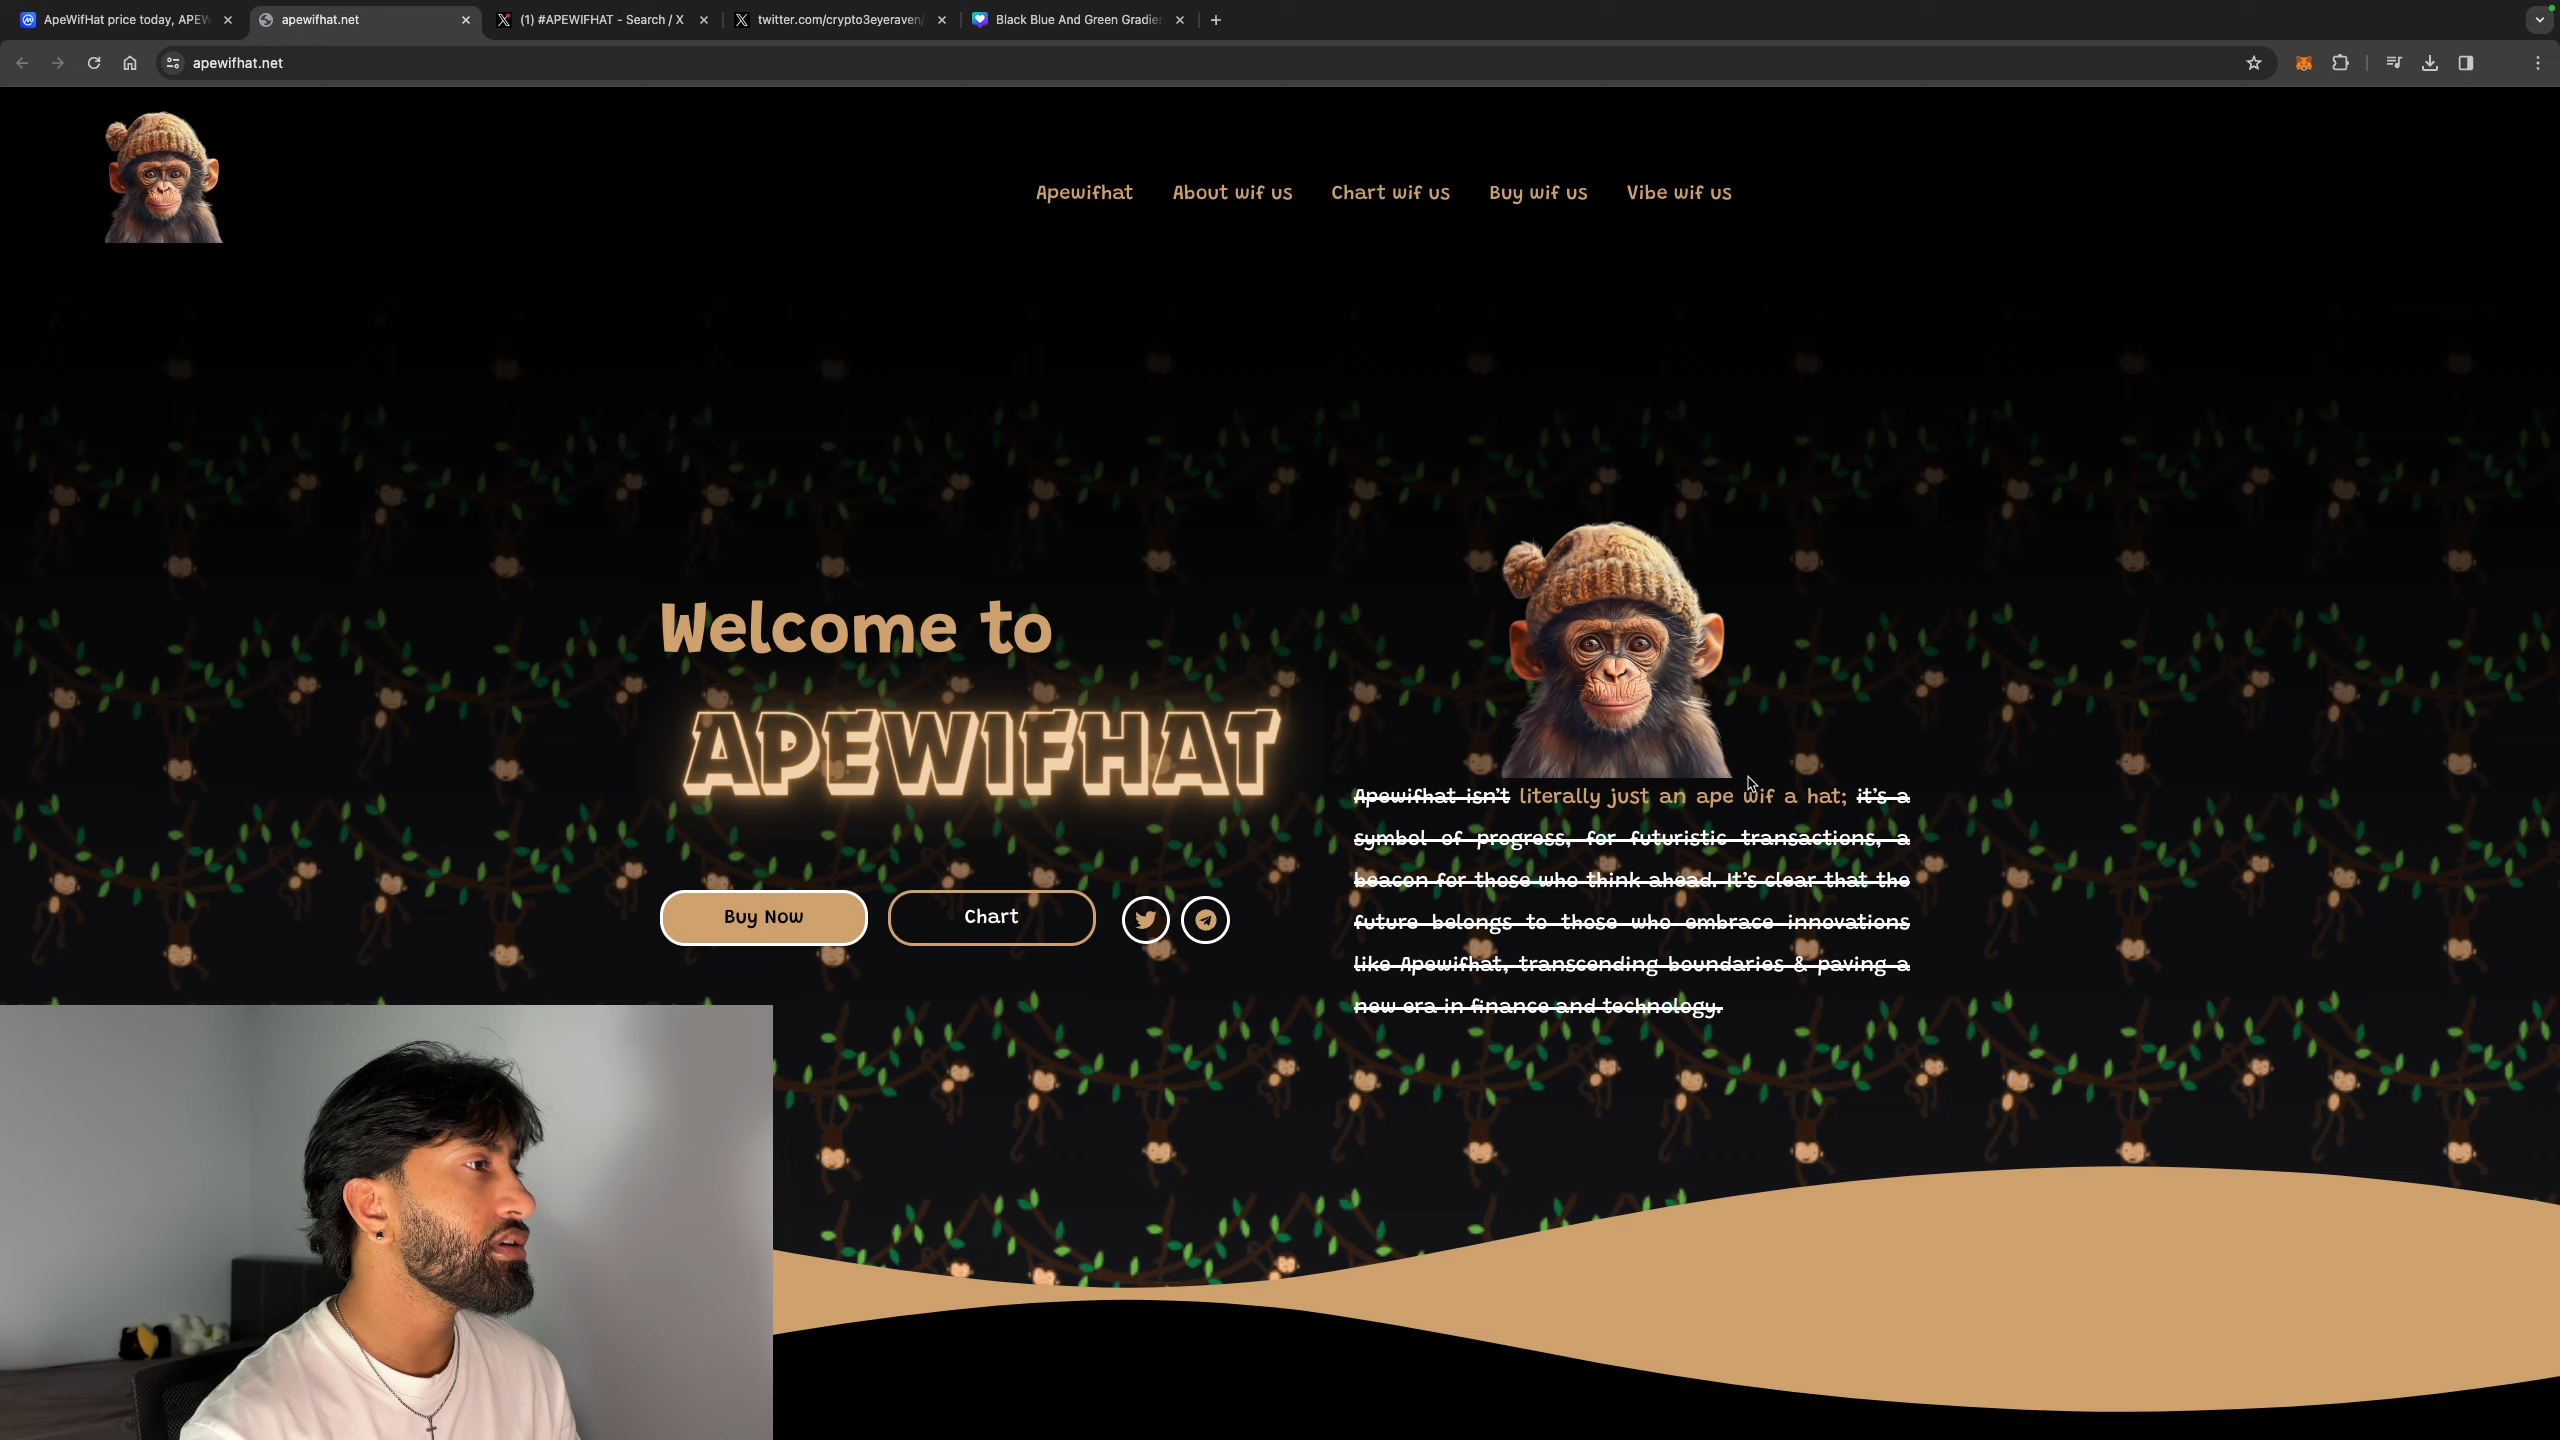 ApeWifHat price today, APEW
apewifhat.net
(1) #APEWIFHAT - Search / X
twitter.com/crypto3eyeraven/
Black Blue And Green Gradie
apewifhat.net
Apewifhat
About wif us
Chart wif us
Buy wif us
Vibe wif us
Welcome to
APEWIFHAT
Buy Now
Chart
Apewifhat isn't literally just an ape wif a hat; it's a
symbol of progress, for futuristic transactions, a
beacon for those who think ahead. It's clear that the
future belongs to those who embrace innovations
like Apewifhat, transcending boundaries & paving a
new era in finance and technology.